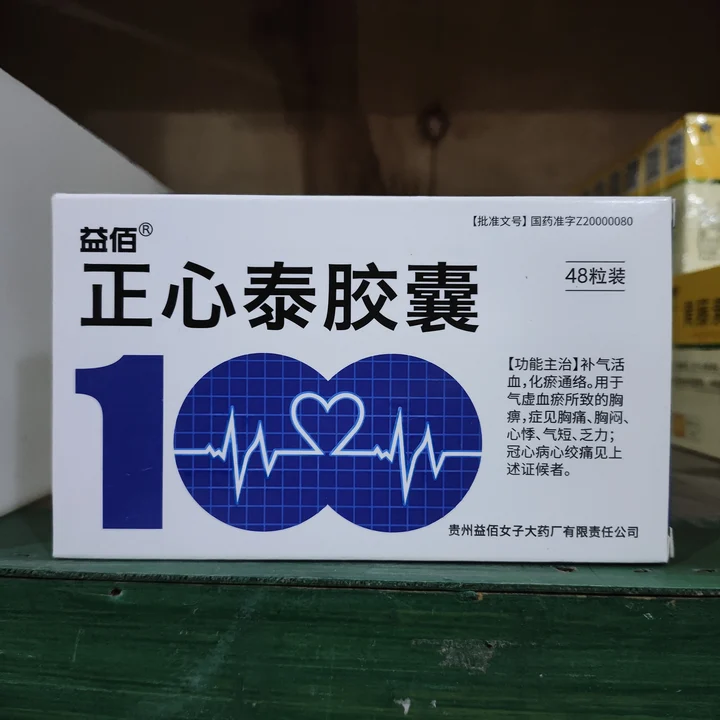 【批准文号】国药准字Z20000080
益佰®
正心泰胶囊
48粒装
100
【功能主治】补气活
血,化瘀通络。用于
气虚血瘀所致的胸
痹,症见胸痛、胸闷、
心悸、气短、乏力;
冠心病心绞痛见上
述证候者。
贵州益佰女子大药厂有限责任公司